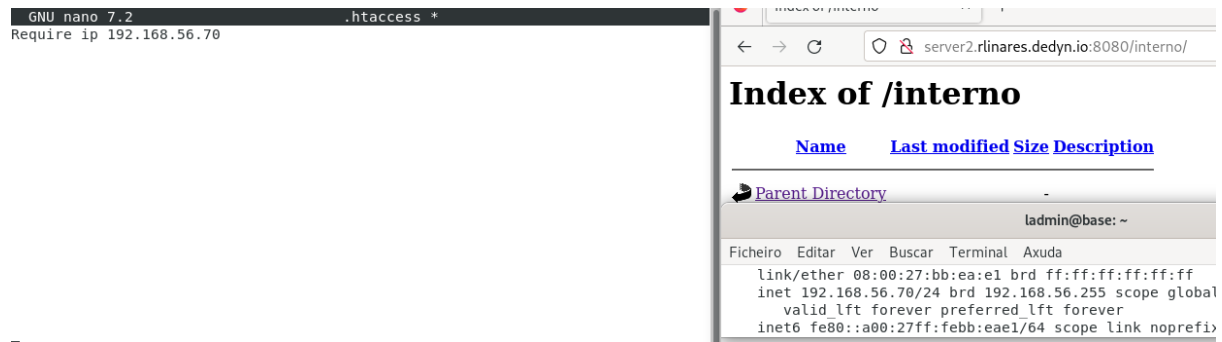 GNU nano 7.2 .htaccess *
Require ip 192.168.56.70
Index of /interno
server2.rlinares.dedyn.io:8080/interno/
Index of /interno
Name Last modified Size Description
Parent Directory -
ladmin@base: ~
Ficheiro Editar Ver Buscar Terminal Axuda
link/ether 08:00:27:bb:ea:e1 brd ff:ff:ff:ff:ff:ff
inet 192.168.56.70/24 brd 192.168.56.255 scope global
valid_lft forever preferred_lft forever
inet6 fe80::a00:27ff:febb:eae1/64 scope link noprefix